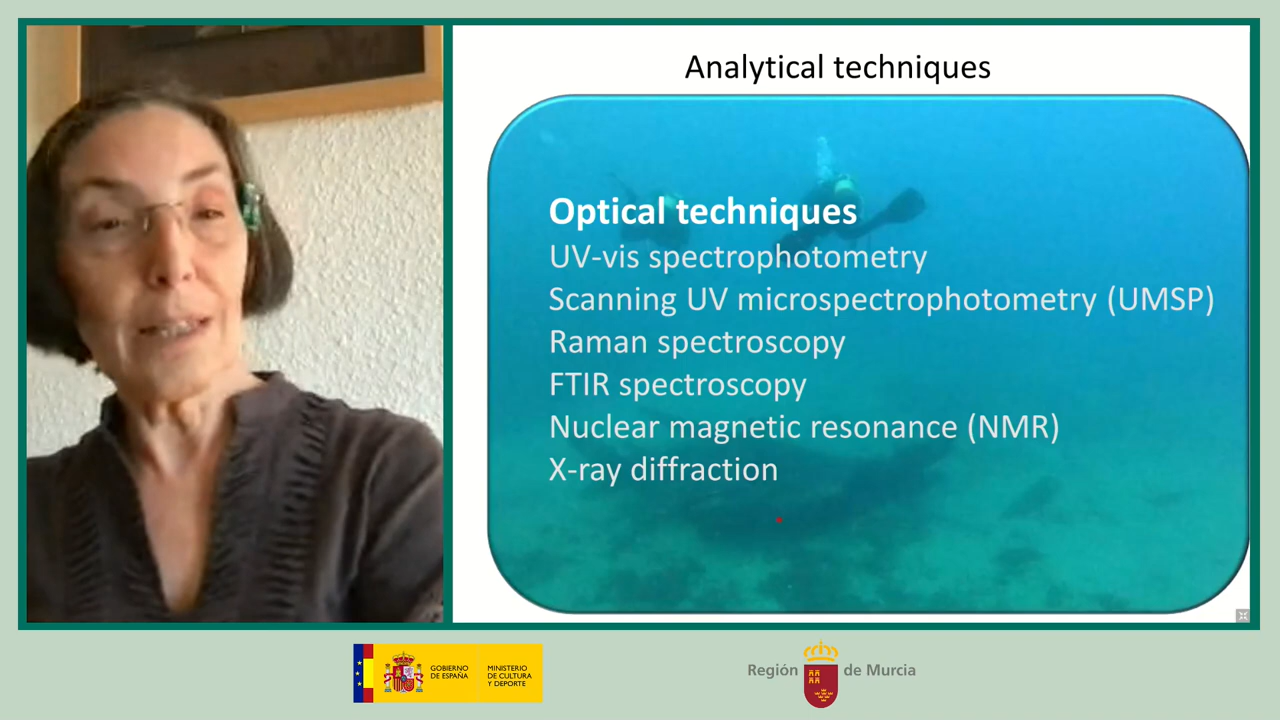 Analytical techniques
Optical techniques
UV-vis spectrophotometry
Scanning UV microspectrophotometry (UMSP)
Raman spectroscopy
FTIR spectroscopy
Nuclear magnetic resonance (NMR)
X-ray diffraction
GOBIERNO
DE ESPAÑA
MINISTERIO
DE CULTURA
Y DEPORTE
Región de Murcia